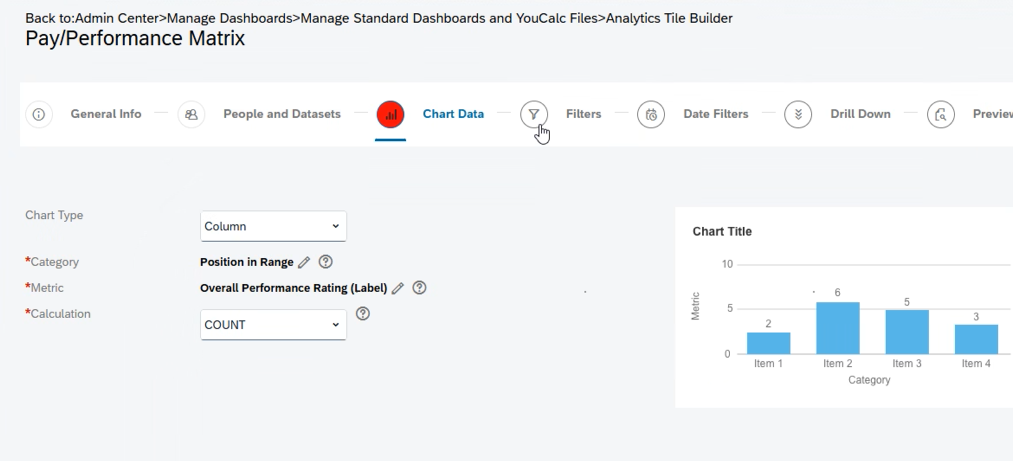 Back to:Admin Center>Manage Dashboards>Manage Standard Dashboards and YouCalc Files>Analytics Tile Builder
Pay/Performance Matrix
General Info
People and Datasets
Chart Data
Filters
Date Filters
Drill Down
Preview
Chart Type
Column
*Category
Position in Range
*Metric
Overall Performance Rating (Label)
*Calculation
COUNT
Chart Title
10
5
0
Metric
2
6
5
3
Item 1
Item 2
Item 3
Item 4
Category